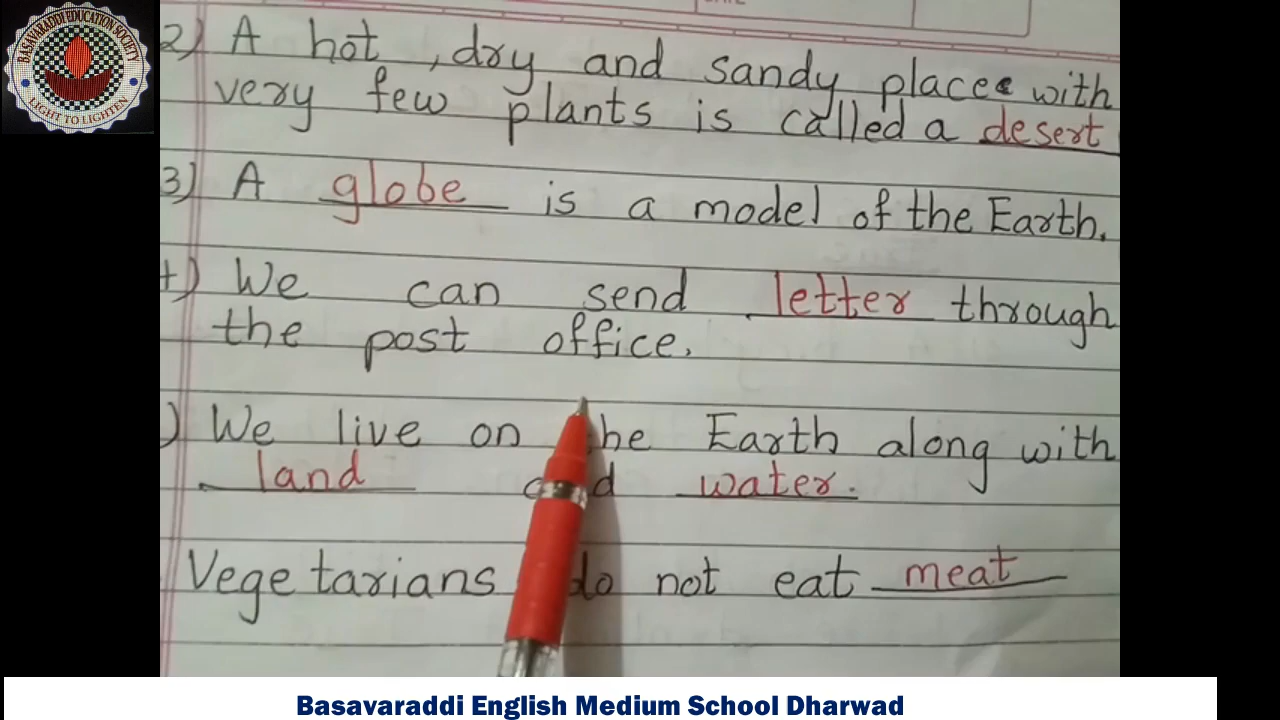 BASAVARADDI EDUCATION SOCIETY
LIGHT TO LIGHTEN
2) A hot , dry and sandy place with
very few plants is called a desert
3) A globe is a model of the Earth.
) We can send letter through
the post office.
) We live on the Earth along with
land and water.
Vegetarians do not eat meat
Basavaraddi English Medium School Dharwad